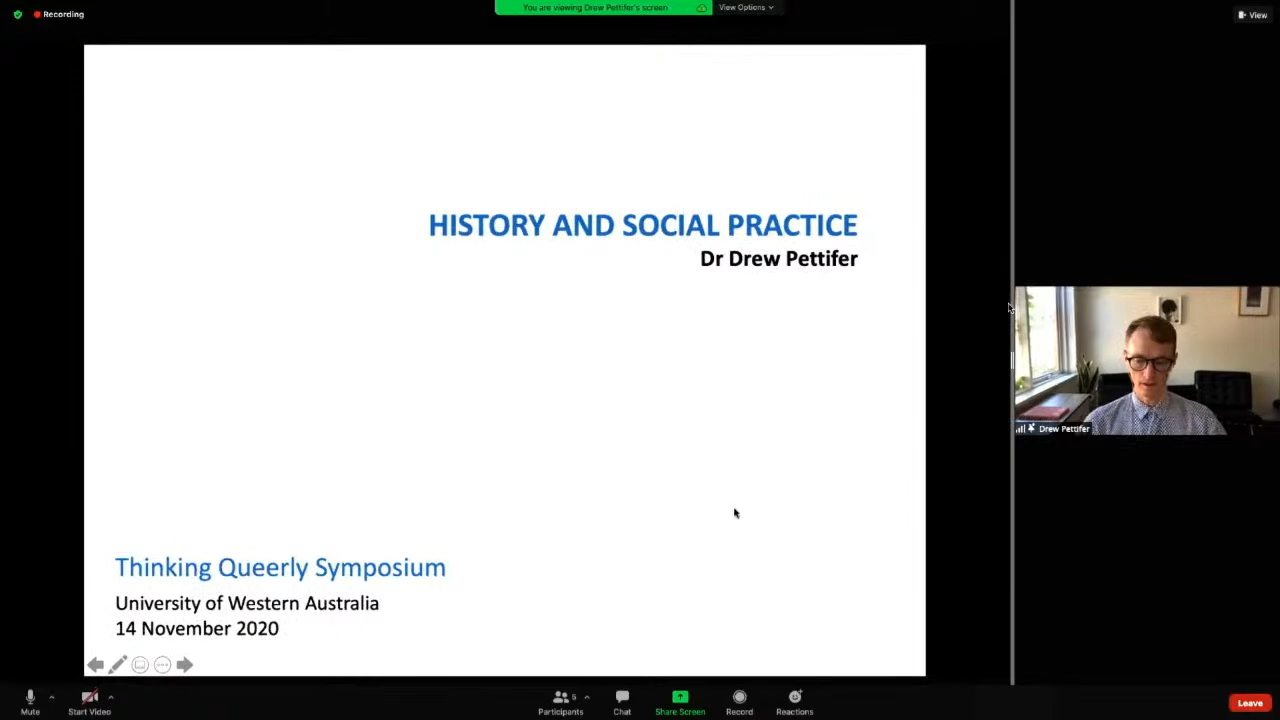 Recording
You are viewing Drew Pettifer's screen
View Options
View
HISTORY AND SOCIAL PRACTICE
Dr Drew Pettifer
Drew Pettifer
Thinking Queerly Symposium
University of Western Australia
14 November 2020
Mute
Start Video
5
Participants
Chat
Share Screen
Record
Reactions
Leave